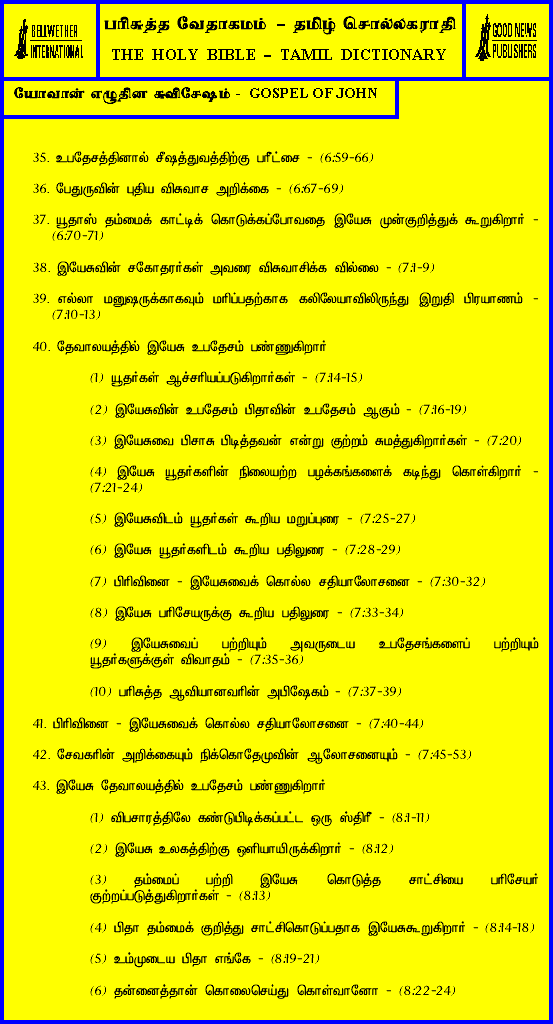 BELLWETHER
INTERNATIONAL
பரிசுத்த வேதாகமம் – தமிழ் சொல்லகராதி
THE HOLY BIBLE – TAMIL DICTIONARY
GOOD NEWS
PUBLISHERS
யோவான் எழுதின சுவிசேஷம் - GOSPEL OF JOHN
35. உபதேசத்தினால் சீஷத்துவத்திற்கு பரீட்சை - (6:59-66)
36. பேதுருவின் புதிய விசுவாச அறிக்கை - (6:67-69)
37. யூதாஸ் தம்மைக் காட்டிக் கொடுக்கப்போவதை இயேசு முன்குறித்துக் கூறுகிறார் -
(6:70-71)
38. இயேசுவின் சகோதரர்கள் அவரை விசுவாசிக்க வில்லை - (7:1-9)
39. எல்லா மனுஷருக்காகவும் மரிப்பதற்காக கலிலேயாவிலிருந்து இறுதி பிரயாணம் -
(7:10-13)
40. தேவாலயத்தில் இயேசு உபதேசம் பண்ணுகிறார்
(1) யூதர்கள் ஆச்சரியப்படுகிறார்கள் - (7:14-15)
(2) இயேசுவின் உபதேசம் பிதாவின் உபதேசம் ஆகும் - (7:16-19)
(3) இயேசுவை பிசாசு பிடித்தவன் என்று குற்றம் சுமத்துகிறார்கள் - (7:20)
(4) இயேசு யூதர்களின் நிலையற்ற பழக்கங்களைக் கடிந்து கொள்கிறார் -
(7:21-24)
(5) இயேசுவிடம் யூதர்கள் கூறிய மறுப்புரை - (7:25-27)
(6) இயேசு யூதர்களிடம் கூறிய பதிலுரை - (7:28-29)
(7) பிரிவினை - இயேசுவைக் கொல்ல சதியாலோசனை - (7:30-32)
(8) இயேசு பரிசேயருக்கு கூறிய பதிலுரை - (7:33-34)
(9) இயேசுவைப் பற்றியும் அவருடைய உபதேசங்களைப் பற்றியும்
யூதர்களுக்குள் விவாதம் - (7:35-36)
(10) பரிசுத்த ஆவியானவரின் அபிஷேகம் - (7:37-39)
41. பிரிவினை - இயேசுவைக் கொல்ல சதியாலோசனை - (7:40-44)
42. சேவகரின் அறிக்கையும் நிக்கொதேமுவின் ஆலோசனையும் - (7:45-53)
43. இயேசு தேவாலயத்தில் உபதேசம் பண்ணுகிறார்
(1) விபசாரத்திலே கண்டுபிடிக்கப்பட்ட ஒரு ஸ்திரீ - (8:1-11)
(2) இயேசு உலகத்திற்கு ஒளியாயிருக்கிறார் - (8:12)
(3) தம்மைப் பற்றி இயேசு கொடுத்த சாட்சியை பரிசேயர்
குற்றப்படுத்துகிறார்கள் - (8:13)
(4) பிதா தம்மைக் குறித்து சாட்சிகொடுப்பதாக இயேசுகூறுகிறார் - (8:14-18)
(5) உம்முடைய பிதா எங்கே - (8:19-21)
(6) தன்னைத்தான் கொலைசெய்து கொள்வானோ - (8:22-24)